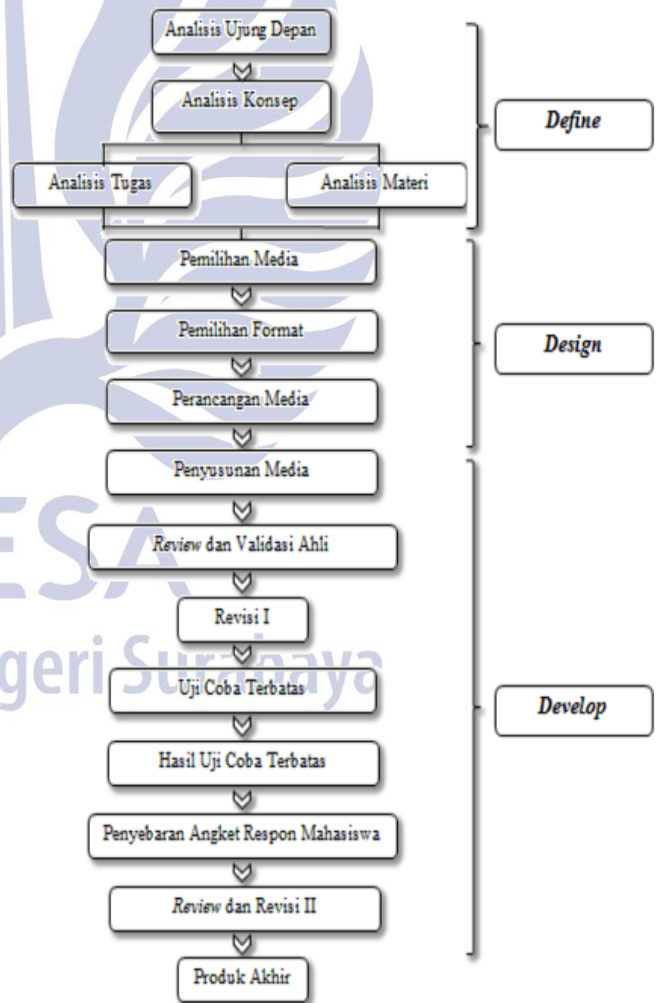 Analisis Ujung Depan
Analisis Konsep
Define
Analisis Tugas
Analisis Materi
Pemilihan Media
Pemilihan Format
Design
Perancangan Media
Penyusunan Media
Review dan Validasi Ahli
Revisi I
geri Surabaya
Uji Coba Terbatas
Develop
Hasil Uji Coba Terbatas
Penyebaran Angket Respon Mahasiswa
Review dan Revisi II
Produk Akhir